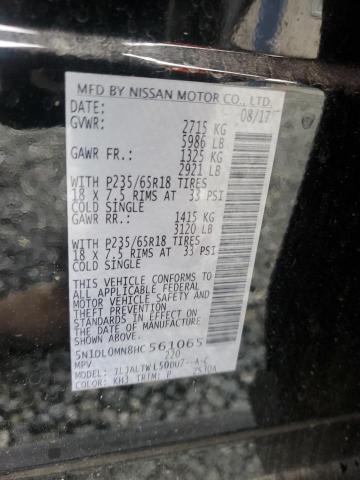 MFD BY NISSAN MOTOR CO., LTD.
DATE: 08/17
GVWR: 2715 KG
5986 LB
GAWR FR.: 1325 KG
2921 LB
WITH P235/65R18 TIRES
18 X 7.5 RIMS AT 33 PSI
COLD SINGLE
GAWR RR.: 1415 KG
3120 LB
WITH P235/65R18 TIRES
18 X 7.5 RIMS AT 33 PSI
COLD SINGLE
THIS VEHICLE CONFORMS TO
ALL APPLICABLE U.S. FEDERAL
MOTOR VEHICLE SAFETY AND
THEFT PREVENTION
STANDARDS IN EFFECT ON
THE DATE OF MANUFACTURE
SHOWN ABOVE.
5N1DL0MN8HC561065
MPV 220
MODEL:
COLOR: KH3 TRIM: P